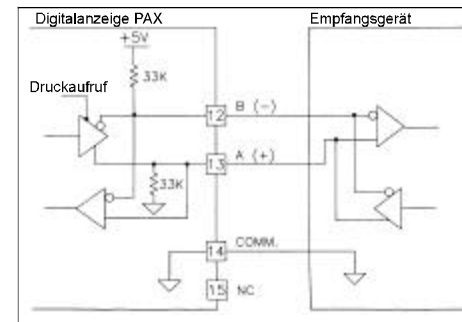 Digitalanzeige PAX
Empfangsgerät
+5V
33K
Druckaufruf
12 B (-)
13 A (+)
33K
14 COMM.
15 NC